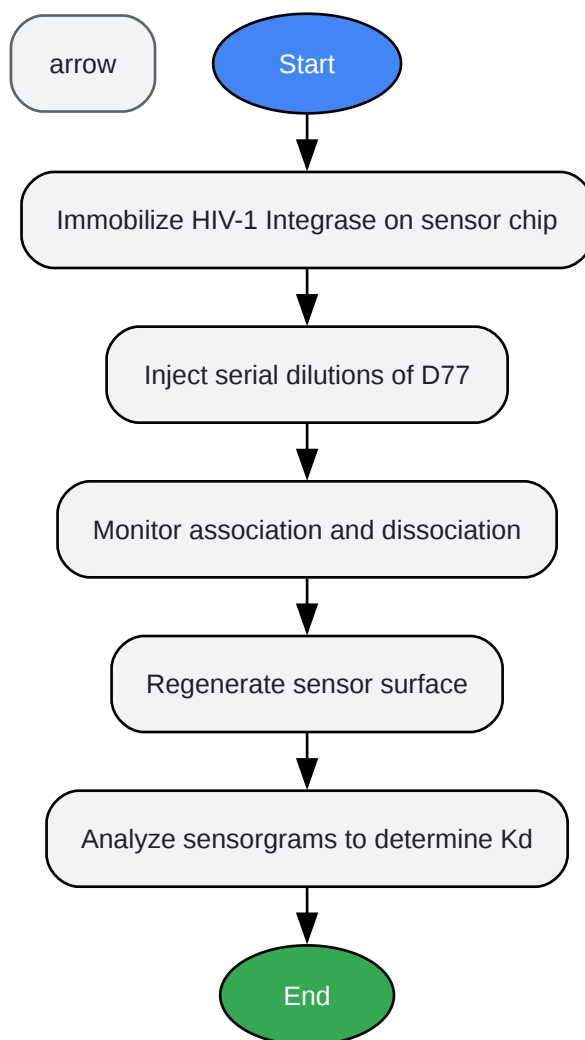 arrow
Start
Immobilize HIV-1 Integrase on sensor chip
Inject serial dilutions of D77
Monitor association and dissociation
Regenerate sensor surface
Analyze sensorgrams to determine Kd
End